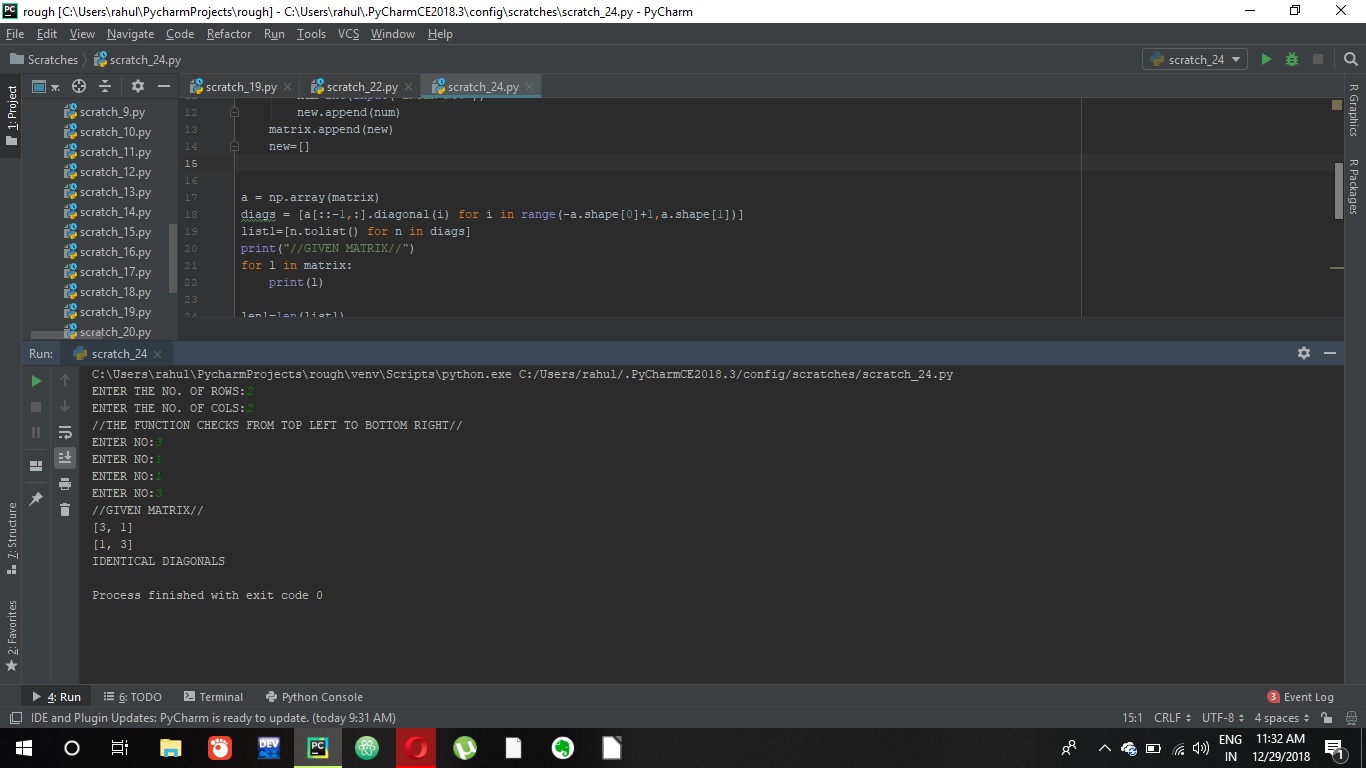 rough [C:\Users\rahul\PycharmProjects\rough] - C:\Users\rahul\.PyCharmCE2018.3\config\scratches\scratch_24.py - PyCharm
File Edit View Navigate Code Refactor Run Tools VCS Window Help
Scratches scratch_24.py
scratch_24
1: Project
scratch_19.py scratch_22.py scratch_24.py
scratch_9.py
scratch_10.py
scratch_11.py
scratch_12.py
scratch_13.py
scratch_14.py
scratch_15.py
scratch_16.py
scratch_17.py
scratch_18.py
scratch_19.py
scratch_20.py
12 new.append(num)
13 matrix.append(new)
14 new=[]
15
16
17 a = np.array(matrix)
18 diags = [a[::-1,:].diagonal(i) for i in range(-a.shape[0]+1,a.shape[1])]
19 list1=[n.tolist() for n in diags]
20 print("//GIVEN MATRIX//")
21 for l in matrix:
22 print(l)
23
24 len1=len(list1)
R Graphics
R Packages
Run: scratch_24
C:\Users\rahul\PycharmProjects\rough\venv\Scripts\python.exe C:/Users/rahul/.PyCharmCE2018.3/config/scratches/scratch_24.py
ENTER THE NO. OF ROWS:2
ENTER THE NO. OF COLS:2
//THE FUNCTION CHECKS FROM TOP LEFT TO BOTTOM RIGHT//
ENTER NO:3
ENTER NO:1
ENTER NO:1
ENTER NO:3
//GIVEN MATRIX//
[3, 1]
[1, 3]
IDENTICAL DIAGONALS
Process finished with exit code 0
7: Structure
2: Favorites
4: Run 6: TODO Terminal Python Console 3 Event Log
IDE and Plugin Updates: PyCharm is ready to update. (today 9:31 AM) 15:1 CRLF UTF-8 4 spaces
DEV
PC
ENG
IN
11:32 AM
12/29/2018
1